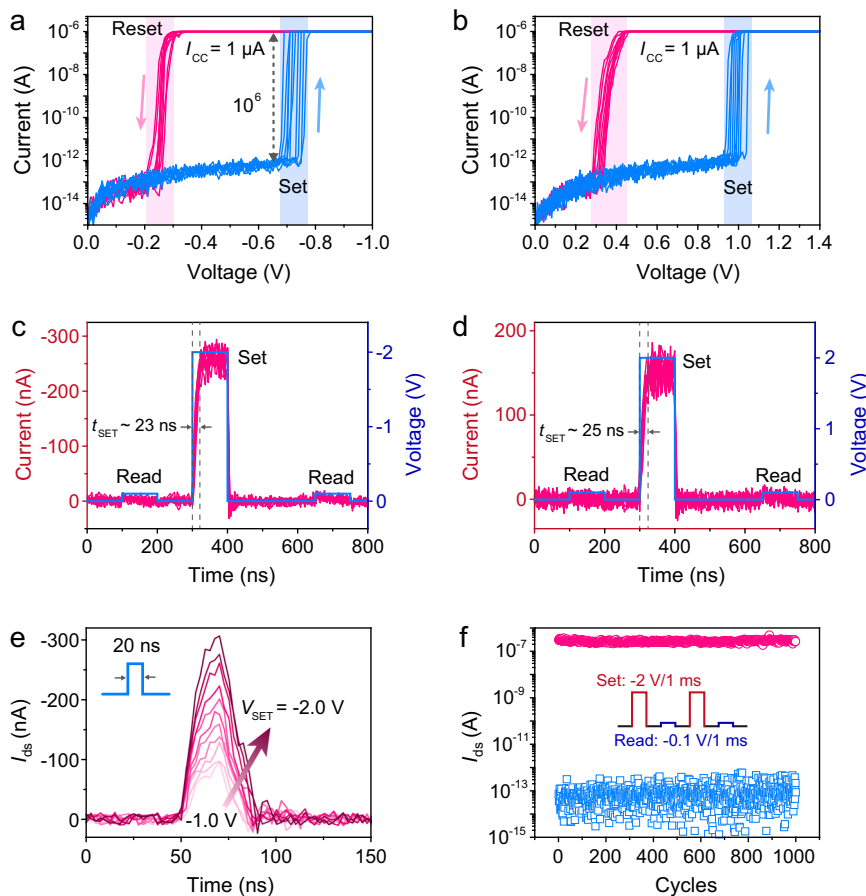 a
Reset
I_CC = 1 µA
10^6
Set
Current (A)
10^-6
10^-8
10^-10
10^-12
10^-14
0.0 -0.2 -0.4 -0.6 -0.8 -1.0
Voltage (V)
b
Reset
I_CC = 1 µA
Set
Current (A)
10^-6
10^-8
10^-10
10^-12
10^-14
0.0 0.2 0.4 0.6 0.8 1.0 1.2 1.4
Voltage (V)
c
Set
t_SET ~ 23 ns
Read
Read
Current (nA)
-300
-200
-100
0
Voltage (V)
-2
-1
0
0 200 400 600 800
Time (ns)
d
Set
t_SET ~ 25 ns
Read
Read
Current (nA)
200
150
100
50
0
Voltage (V)
2
1
0
0 200 400 600 800
Time (ns)
e
20 ns
V_SET = -2.0 V
-1.0 V
I_ds (nA)
-300
-200
-100
0
0 50 100 150
Time (ns)
f
Set: -2 V/1 ms
Read: -0.1 V/1 ms
I_ds (A)
10^-7
10^-9
10^-11
10^-13
10^-15
0 200 400 600 800 1000
Cycles